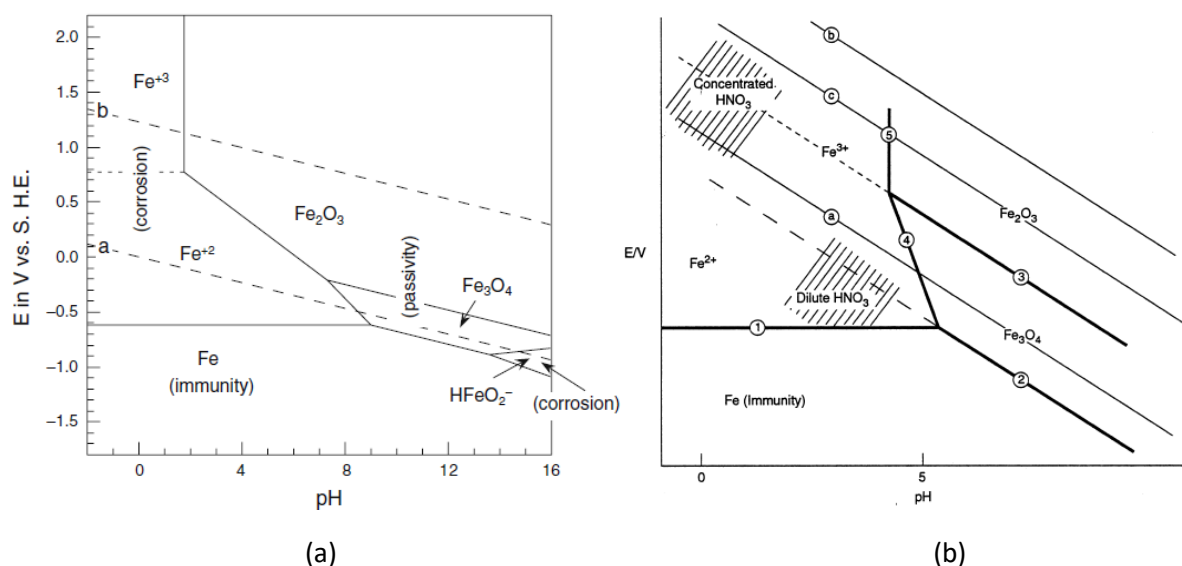 E in V vs. S. H.E.
2.0
1.5
1.0
0.5
0.0
−0.5
−1.0
−1.5
Fe+3
b
(corrosion)
Fe2O3
a
Fe+2
(passivity)
Fe3O4
Fe
(immunity)
HFeO2−
(corrosion)
0
4
8
12
16
pH
(a)
b
Concentrated
HNO3
c
5
Fe3+
a
Fe2O3
E/V
4
Fe2+
3
Dilute HNO3
1
Fe3O4
2
Fe (Immunity)
0
5
pH
(b)